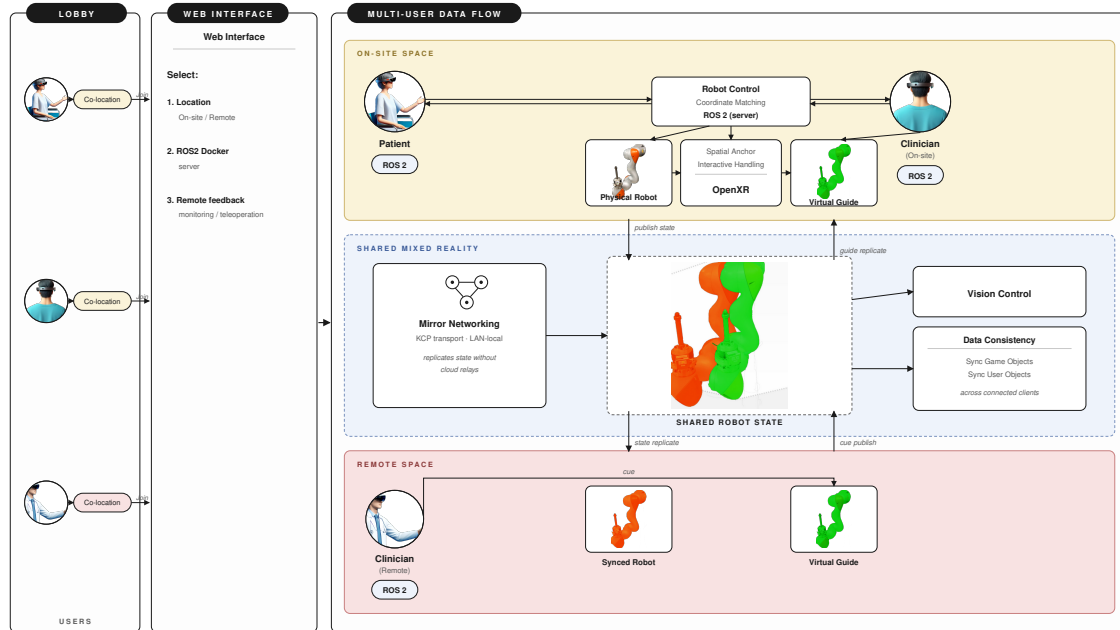 LOBBY
WEB INTERFACE
MULTI-USER DATA FLOW
Co-location
Join
Co-location
Join
Co-location
Join
USERS
Web Interface
Select:
1. Location
On-site / Remote
2. ROS2 Docker
server
3. Remote feedback
monitoring / teleoperation
ON-SITE SPACE
Patient
ROS 2
Robot Control
Coordinate Matching
ROS 2 (server)
Clinician
(On-site)
ROS 2
Physical Robot
Spatial Anchor
Interactive Handling
OpenXR
Virtual Guide
publish state
guide replicate
SHARED MIXED REALITY
Mirror Networking
KCP transport · LAN-local
replicates state without
cloud relays
SHARED ROBOT STATE
Vision Control
Data Consistency
Sync Game Objects
Sync User Objects
across connected clients
state replicate
cue publish
REMOTE SPACE
cue
Clinician
(Remote)
ROS 2
Synced Robot
Virtual Guide